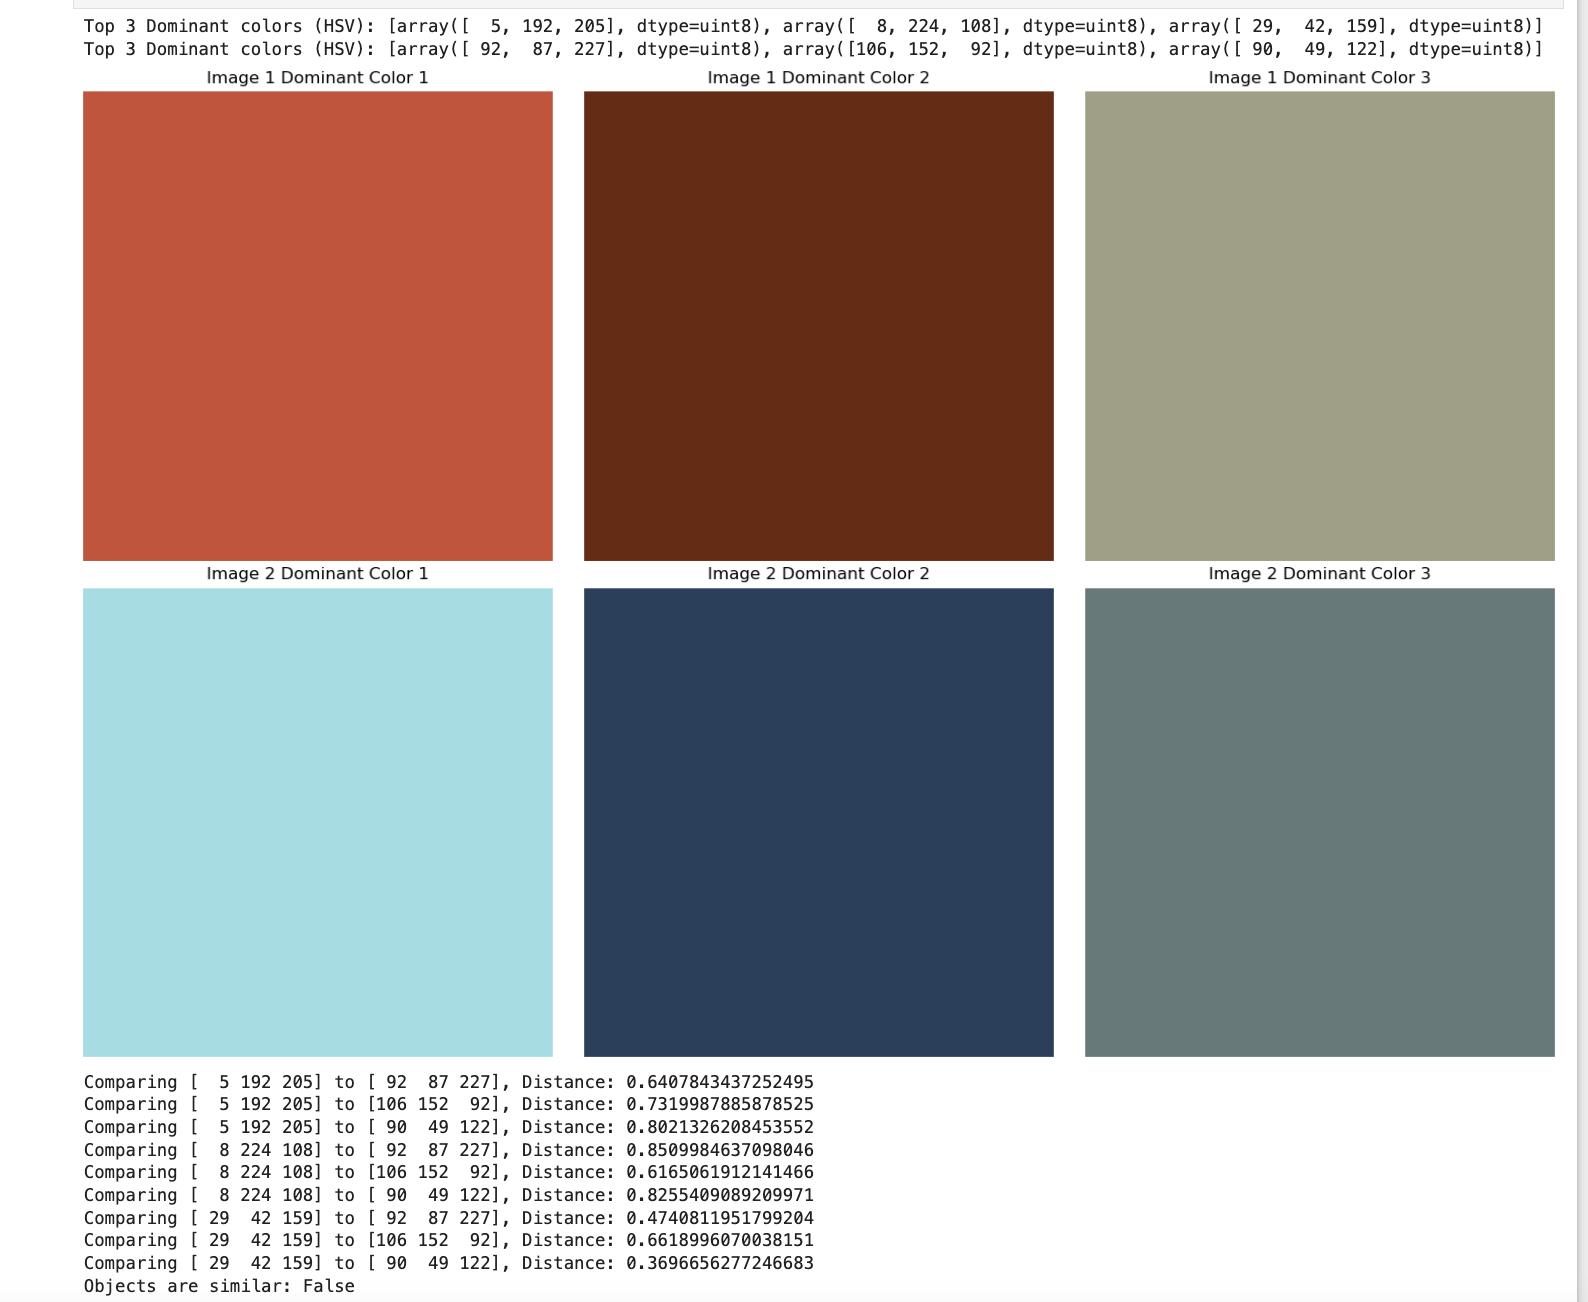 Top 3 Dominant colors (HSV): [array([  5, 192, 205], dtype=uint8), array([  8, 224, 108], dtype=uint8), array([ 29,  42, 159], dtype=uint8)]
Top 3 Dominant colors (HSV): [array([ 92,  87, 227], dtype=uint8), array([106, 152,  92], dtype=uint8), array([ 90,  49, 122], dtype=uint8)]
Image 1 Dominant Color 1
Image 1 Dominant Color 2
Image 1 Dominant Color 3
Image 2 Dominant Color 1
Image 2 Dominant Color 2
Image 2 Dominant Color 3
Comparing [  5 192 205] to [ 92  87 227], Distance: 0.6407843437252495
Comparing [  5 192 205] to [106 152  92], Distance: 0.7319987885878525
Comparing [  5 192 205] to [ 90  49 122], Distance: 0.8021326208453552
Comparing [  8 224 108] to [ 92  87 227], Distance: 0.8509984637098046
Comparing [  8 224 108] to [106 152  92], Distance: 0.6165061912141466
Comparing [  8 224 108] to [ 90  49 122], Distance: 0.8255409089209971
Comparing [ 29  42 159] to [ 92  87 227], Distance: 0.4740811951799204
Comparing [ 29  42 159] to [106 152  92], Distance: 0.6618996070038151
Comparing [ 29  42 159] to [ 90  49 122], Distance: 0.3696656277246683
Objects are similar: False